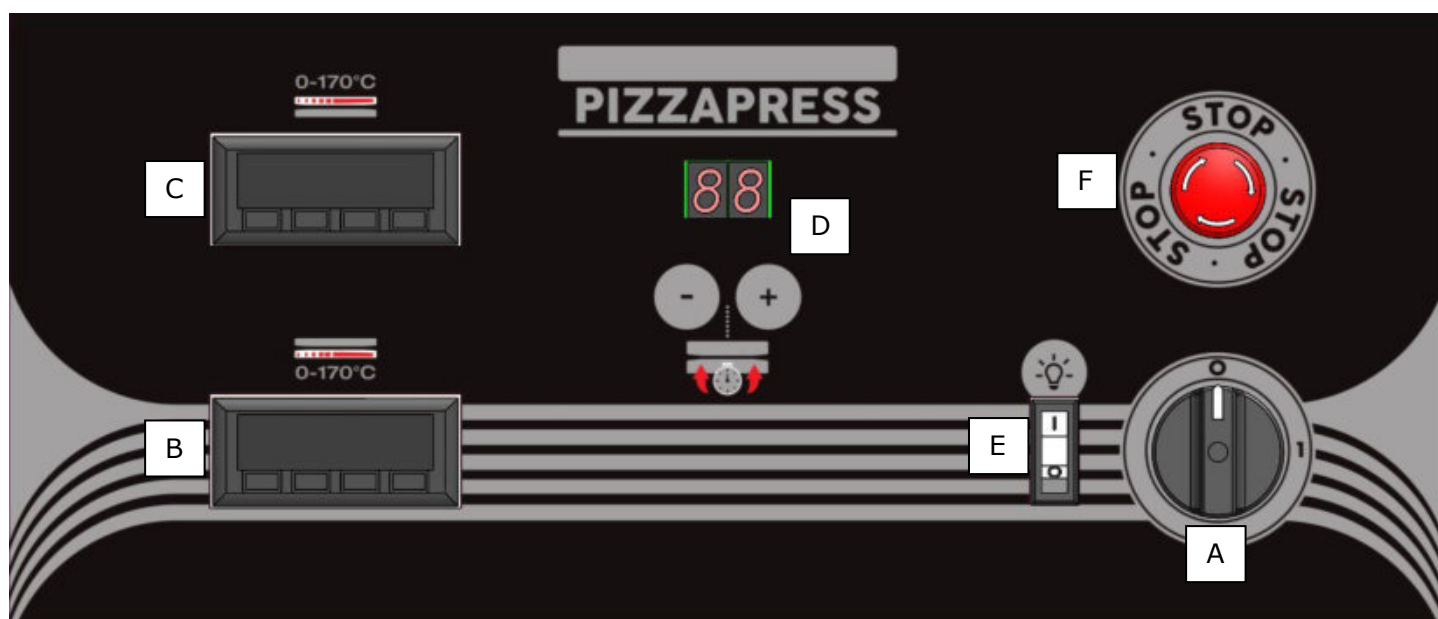 0-170°C
PIZZAPRESS
C
88
D
- +
F
STOP · STOP · STOP ·
0-170°C
B
E
I
O
O
1
A